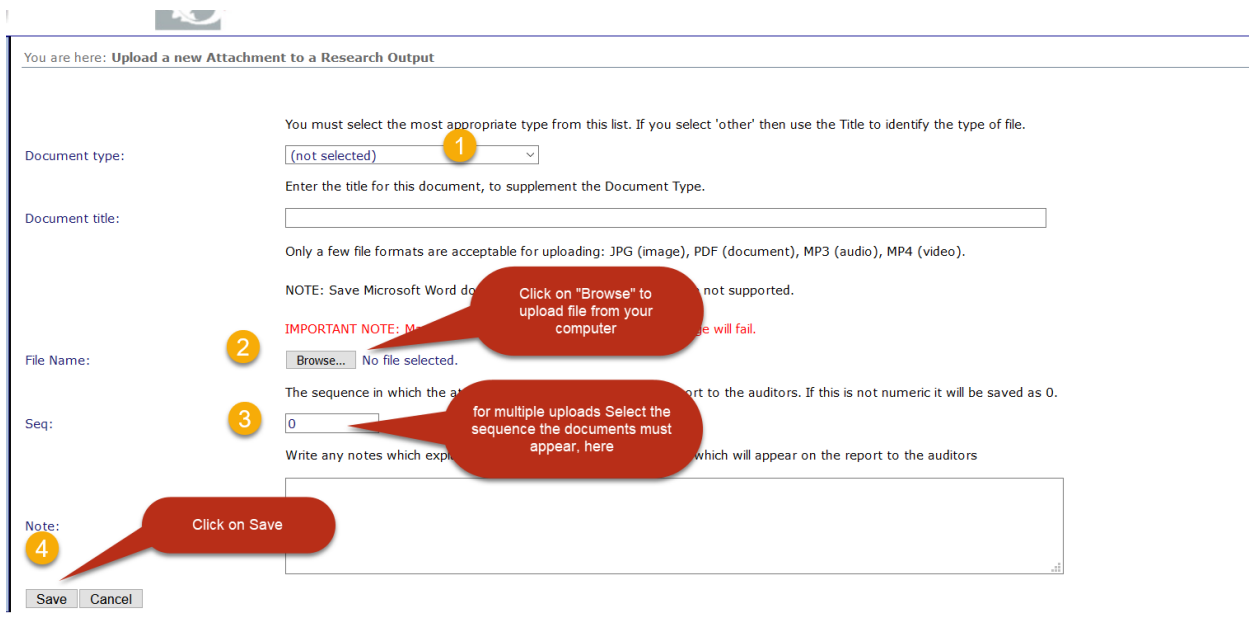 You are here: Upload a new Attachment to a Research Output
You must select the most appropriate type from this list. If you select 'other' then use the Title to identify the type of file.
1
Document type:
(not selected)
Enter the title for this document, to supplement the Document Type.
Document title:
Only a few file formats are acceptable for uploading: JPG (image), PDF (document), MP3 (audio), MP4 (video).
NOTE: Save Microsoft Word not supported.
Click on "Browse" to
upload file from your
computer
IMPORTANT NOTE: will fail.
2
File Name:
Browse... No file selected.
The sequence in which the to the auditors. If this is not numeric it will be saved as 0.
3
Seq:
0
for multiple uploads Select the
sequence the documents must
appear, here
Write any notes which which will appear on the report to the auditors
Note:
Click on Save
4
Save Cancel